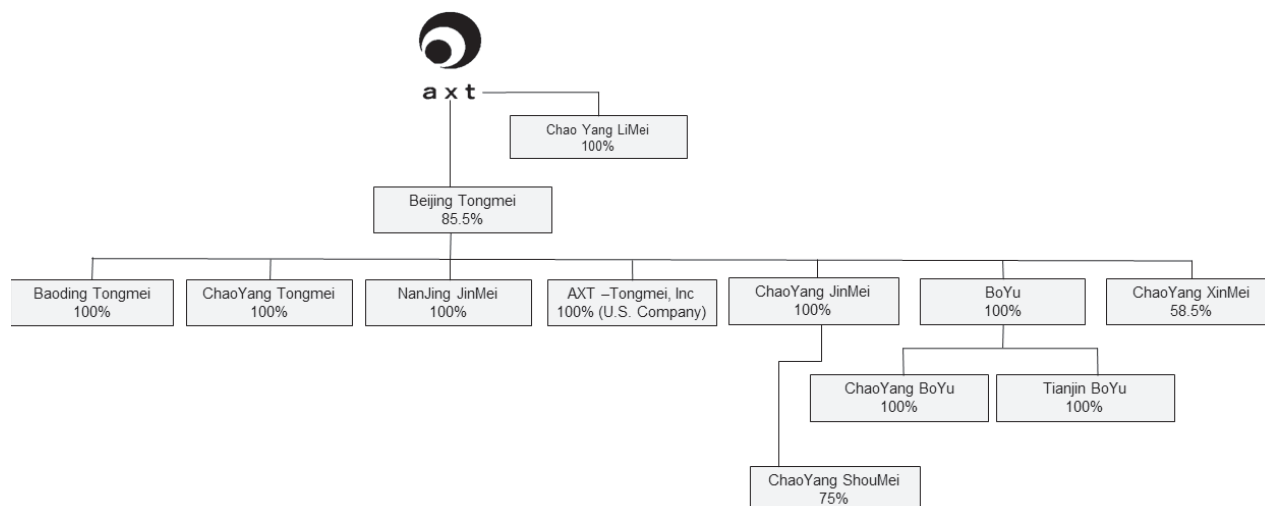 axt
Chao Yang LiMei
100%
Beijing Tongmei
85.5%
Baoding Tongmei
100%
ChaoYang Tongmei
100%
NanJing JinMei
100%
AXT –Tongmei, Inc
100% (U.S. Company)
ChaoYang JinMei
100%
BoYu
100%
ChaoYang XinMei
58.5%
ChaoYang BoYu
100%
Tianjin BoYu
100%
ChaoYang ShouMei
75%